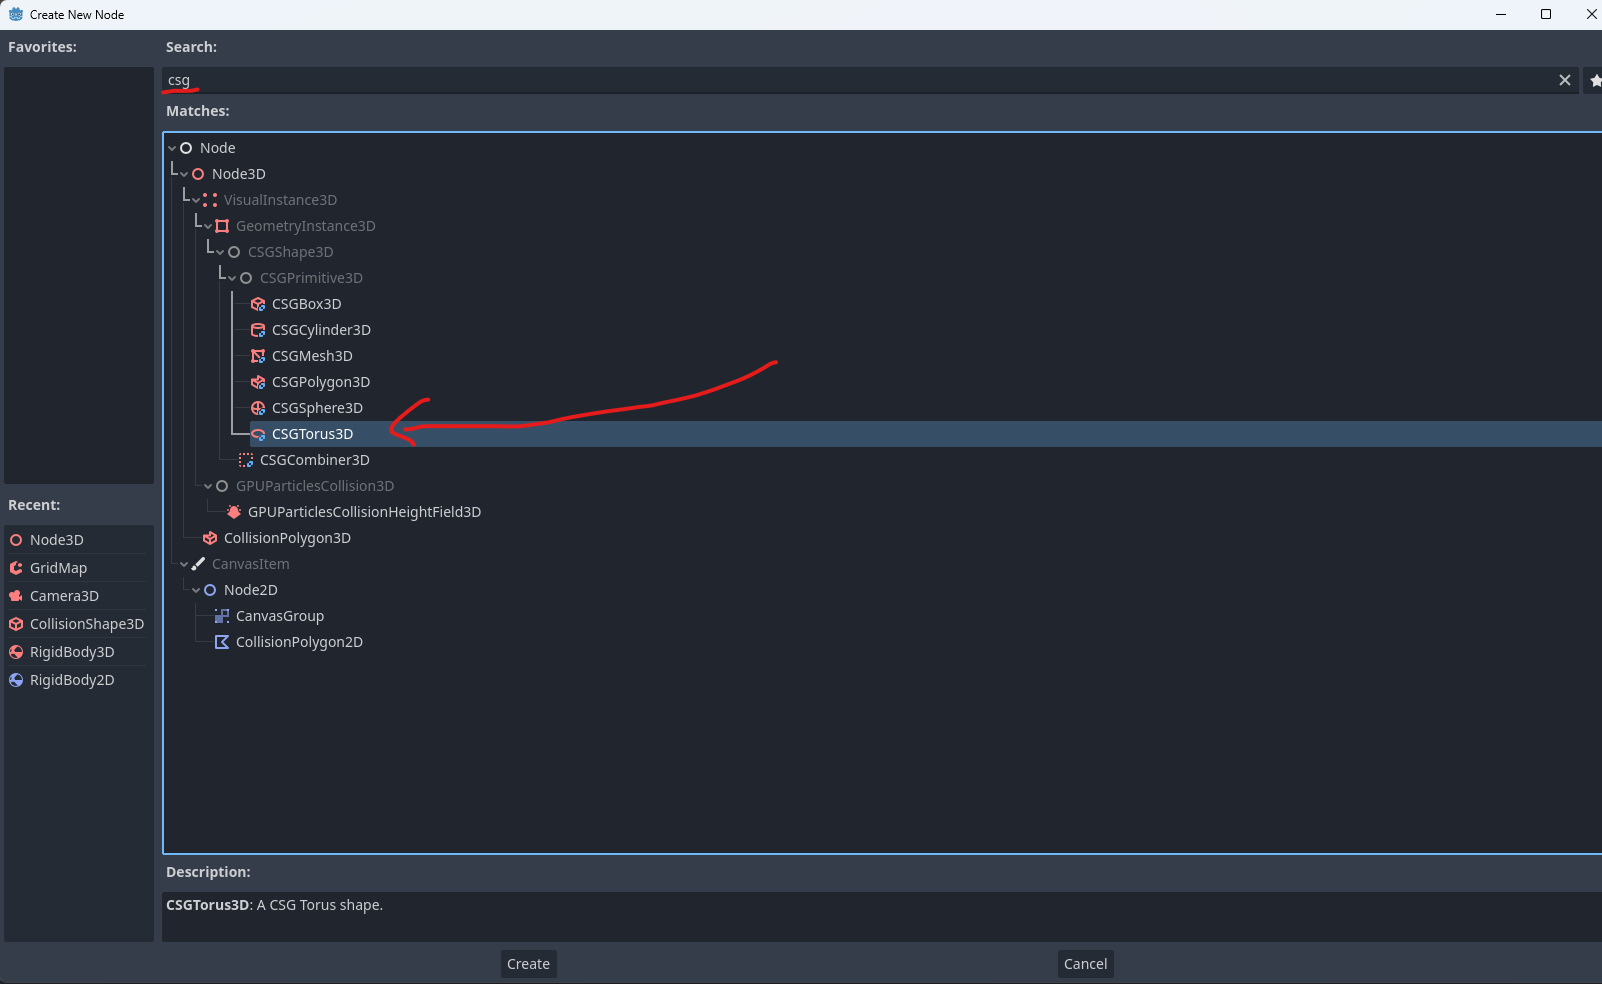 Create New Node
Favorites:
Search:
csg
Matches:
Node
Node3D
VisualInstance3D
GeometryInstance3D
CSGShape3D
CSGPrimitive3D
CSGBox3D
CSGCylinder3D
CSGMesh3D
CSGPolygon3D
CSGSphere3D
CSGTorus3D
CSGCombiner3D
GPUParticlesCollision3D
GPUParticlesCollisionHeightField3D
CollisionPolygon3D
CanvasItem
Node2D
CanvasGroup
CollisionPolygon2D
Recent:
Node3D
GridMap
Camera3D
CollisionShape3D
RigidBody3D
RigidBody2D
Description:
CSGTorus3D: A CSG Torus shape.
Create
Cancel